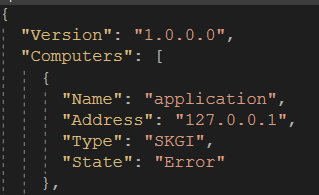 {
"Version": "1.0.0.0",
"Computers": [
{
"Name": "application",
"Address": "127.0.0.1",
"Type": "SKGI",
"State": "Error"
},